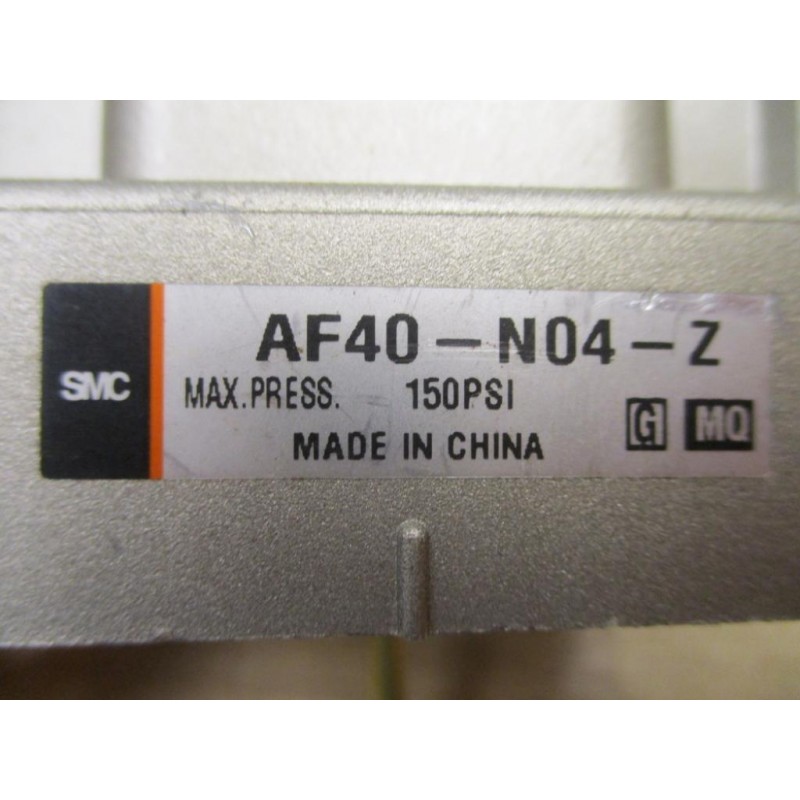 SMC
AF40-N04-Z
MAX.PRESS. 150PSI
MADE IN CHINA
G MQ